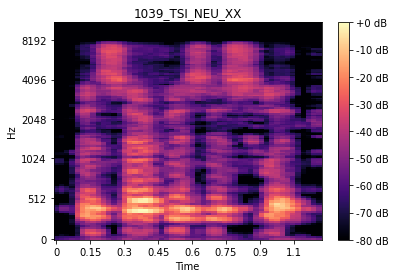 1039_TSI_NEU_XX
Hz
8192
4096
2048
1024
512
0
0 0.15 0.3 0.45 0.6 0.75 0.9 1.1
Time
+0 dB
-10 dB
-20 dB
-30 dB
-40 dB
-50 dB
-60 dB
-70 dB
-80 dB